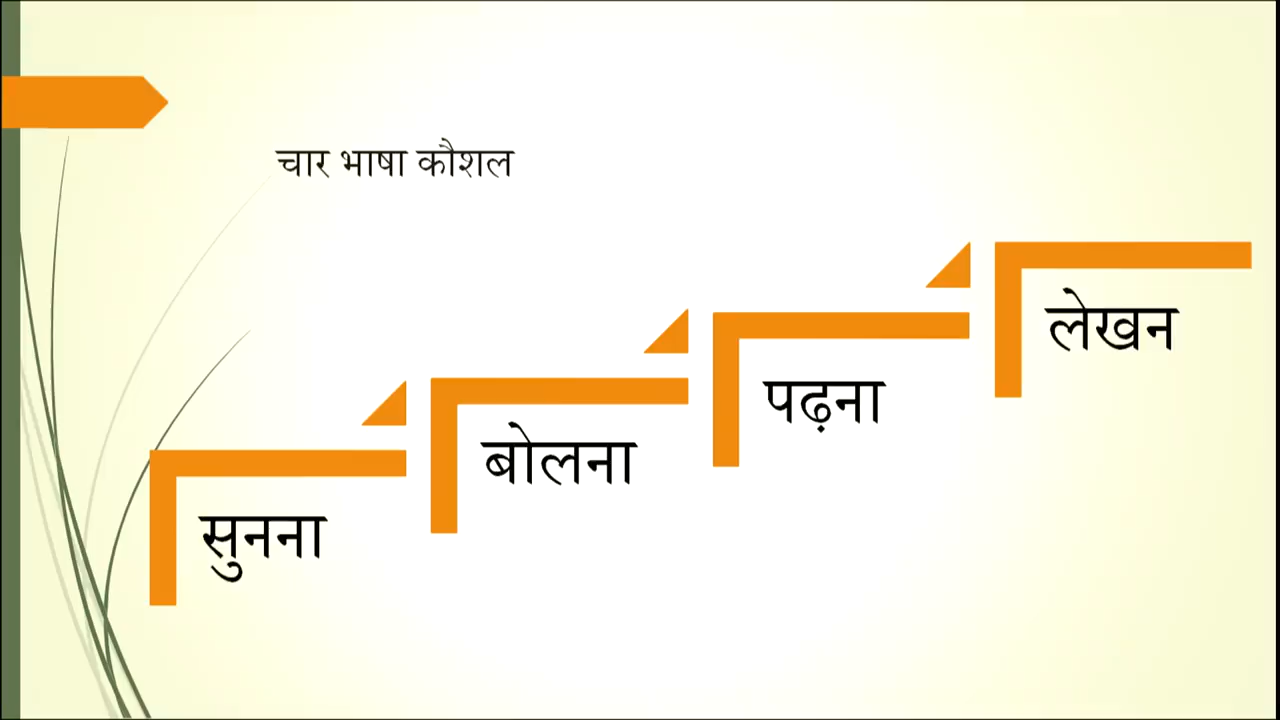 चार भाषा कौशल
सुनना
बोलना
पढ़ना
लेखन